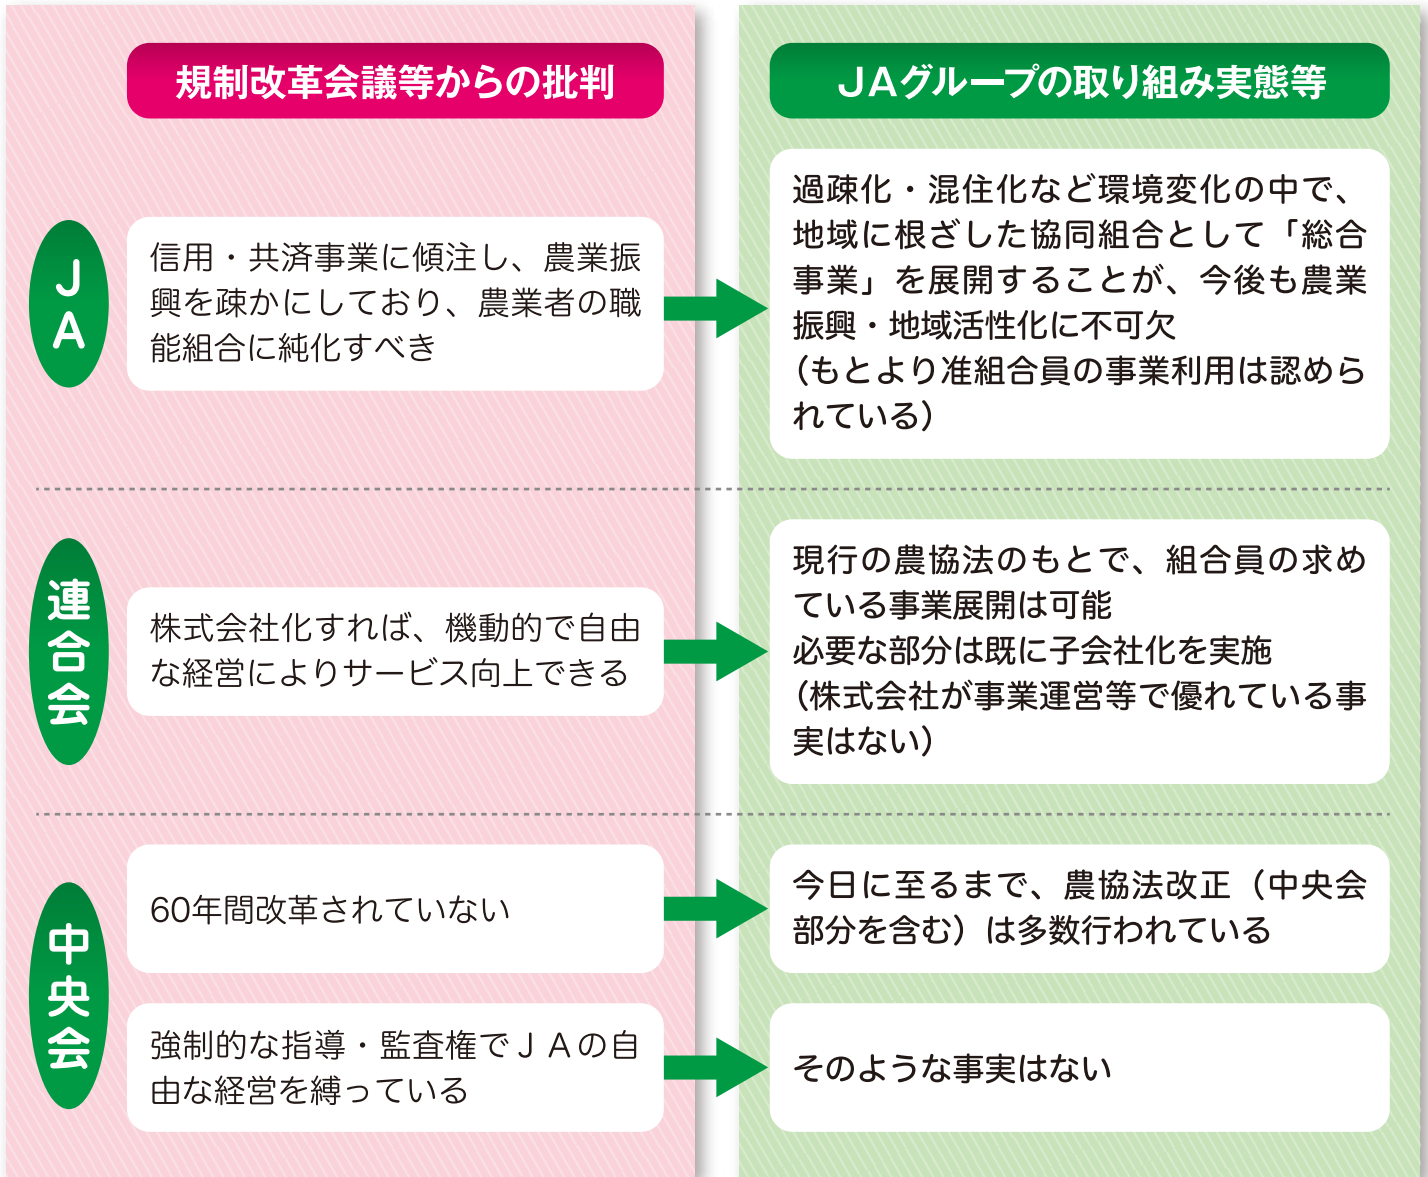 規制改革会議等からの批判
JAグループの取り組み実態等
JA
信用・共済事業に傾注し、農業振
興を疎かにしており、農業者の職
能組合に純化すべき
過疎化・混住化など環境変化の中で、
地域に根ざした協同組合として「総合
事業」を展開することが、今後も農業
振興・地域活性化に不可欠
（もとより准組合員の事業利用は認めら
れている）
連合会
株式会社化すれば、機動的で自由
な経営によりサービス向上できる
現行の農協法のもとで、組合員の求め
ている事業展開は可能
必要な部分は既に子会社化を実施
（株式会社が事業運営等で優れている事
実はない）
中央会
60年間改革されていない
今日に至るまで、農協法改正（中央会
部分を含む）は多数行われている
強制的な指導・監査権でＪＡの自
由な経営を縛っている
そのような事実はない